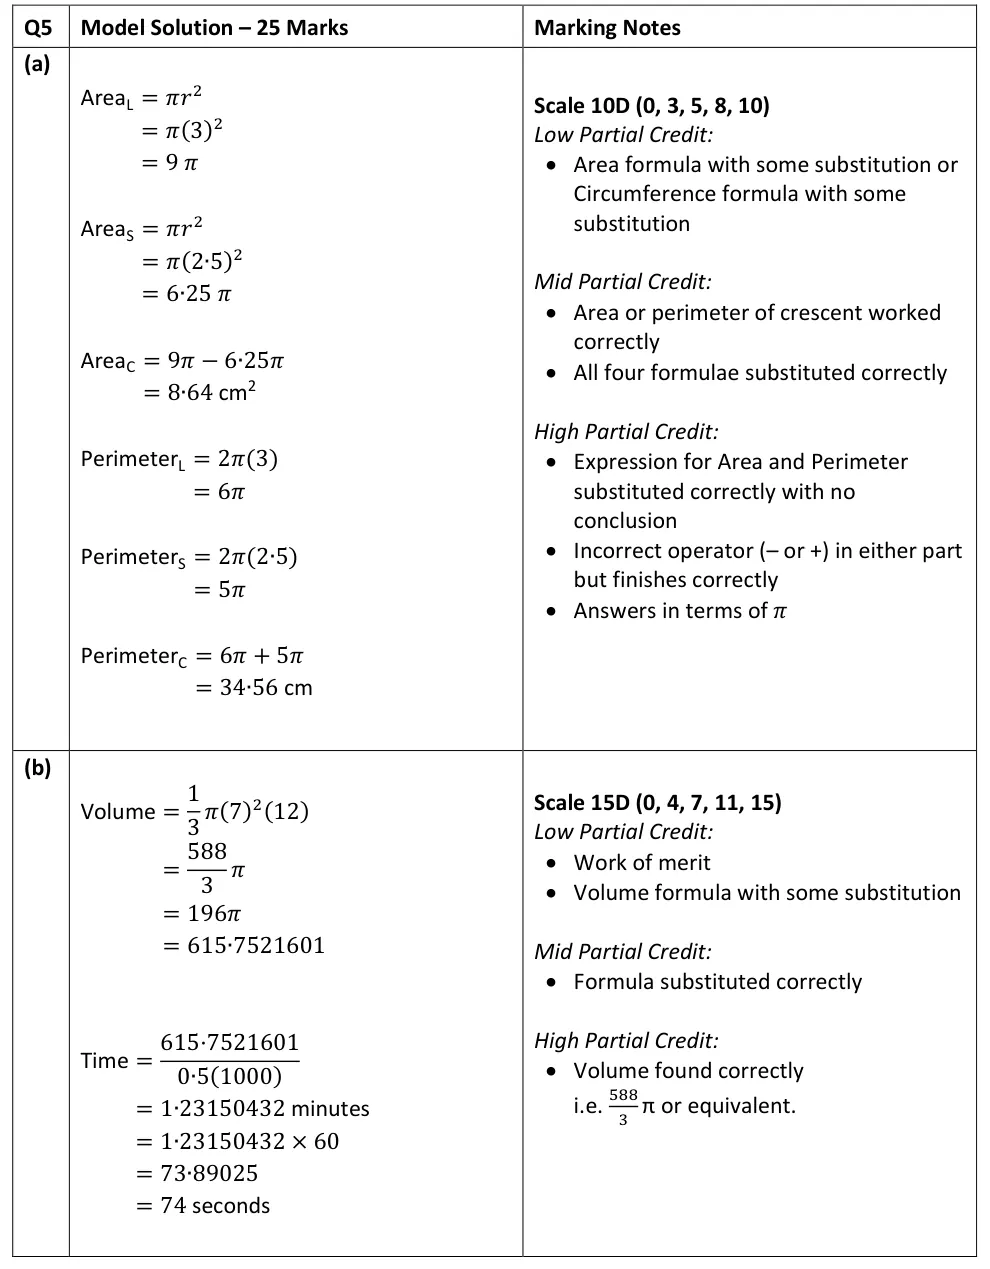 Q5 Model Solution – 25 Marks Marking Notes
(a)
Area_L = πr²
= π(3)²
= 9 π
Area_S = πr²
= π(2·5)²
= 6·25 π
Area_C = 9π − 6·25π
= 8·64 cm²
Perimeter_L = 2π(3)
= 6π
Perimeter_S = 2π(2·5)
= 5π
Perimeter_C = 6π + 5π
= 34·56 cm
Scale 10D (0, 3, 5, 8, 10)
Low Partial Credit:
• Area formula with some substitution or
Circumference formula with some
substitution
Mid Partial Credit:
• Area or perimeter of crescent worked
correctly
• All four formulae substituted correctly
High Partial Credit:
• Expression for Area and Perimeter
substituted correctly with no
conclusion
• Incorrect operator (– or +) in either part
but finishes correctly
• Answers in terms of π
(b)
Volume = 1/3 π(7)²(12)
= 588/3 π
= 196π
= 615·7521601
Time = 615·7521601 / 0·5(1000)
= 1·23150432 minutes
= 1·23150432 × 60
= 73·89025
= 74 seconds
Scale 15D (0, 4, 7, 11, 15)
Low Partial Credit:
• Work of merit
• Volume formula with some substitution
Mid Partial Credit:
• Formula substituted correctly
High Partial Credit:
• Volume found correctly
i.e. 588/3 π or equivalent.